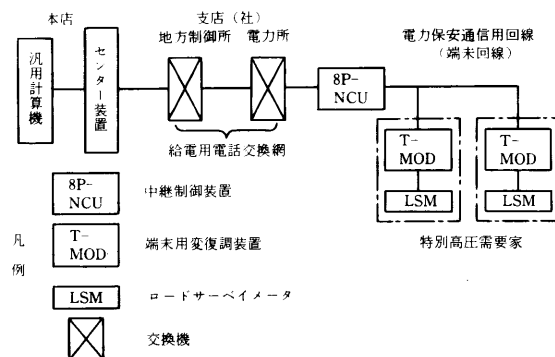 本店
支店（社）
地方制御所
電力所
汎用計算機
センター装置
8P-
NCU
電力保安通信用回線
（端末回線）
給電用電話交換網
T-
MOD
LSM
T-
MOD
LSM
特別高圧需要家
凡例
8P-
NCU
中継制御装置
T-
MOD
端末用変復調装置
LSM
ロードサーベイメータ
交換機